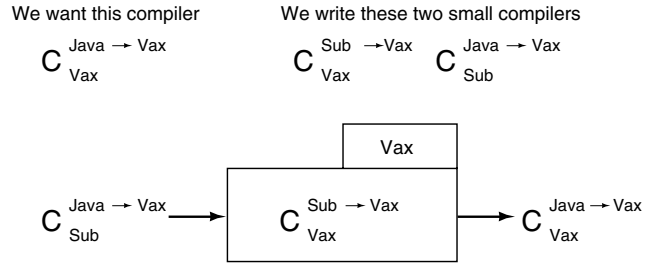 We want this compiler We write these two small compilers
C Java → Vax Vax C Sub → Vax Vax C Java → Vax Sub
Vax
C Java → Vax Sub C Sub → Vax Vax C Java → Vax Vax